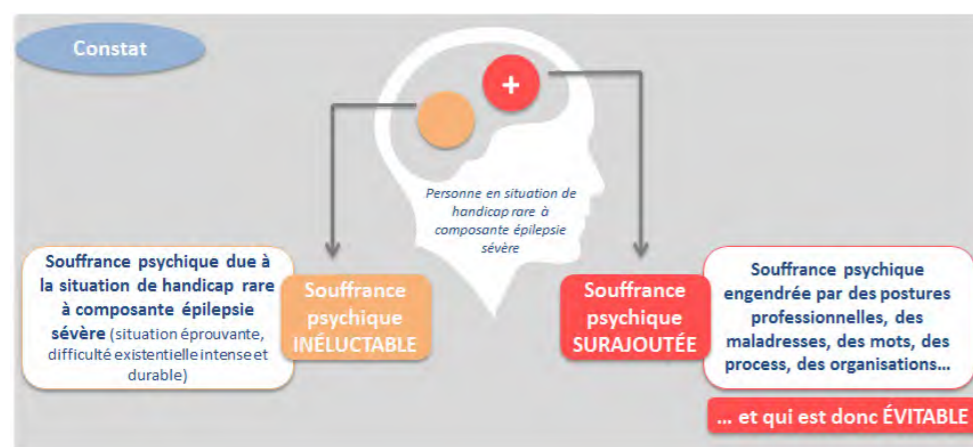 Constat
+
Personne en situation de
handicap rare à
composante épilepsie
sévère
Souffrance psychique due à
la situation de handicap rare
à composante épilepsie
sévère (situation éprouvante,
difficulté existentielle intense et
durable)
Souffrance
psychique
INÉLUCTABLE
Souffrance
psychique
SURAJOUTÉE
Souffrance psychique
engendrée par des postures
professionnelles, des
maladresses, des mots, des
process, des organisations...
... et qui est donc ÉVITABLE